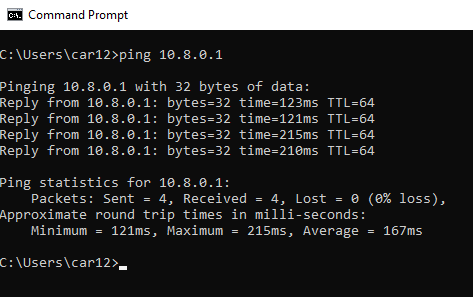 Command Prompt
C:\Users\car12>ping 10.8.0.1
Pinging 10.8.0.1 with 32 bytes of data:
Reply from 10.8.0.1: bytes=32 time=123ms TTL=64
Reply from 10.8.0.1: bytes=32 time=121ms TTL=64
Reply from 10.8.0.1: bytes=32 time=215ms TTL=64
Reply from 10.8.0.1: bytes=32 time=210ms TTL=64
Ping statistics for 10.8.0.1:
    Packets: Sent = 4, Received = 4, Lost = 0 (0% loss),
Approximate round trip times in milli-seconds:
    Minimum = 121ms, Maximum = 215ms, Average = 167ms
C:\Users\car12>